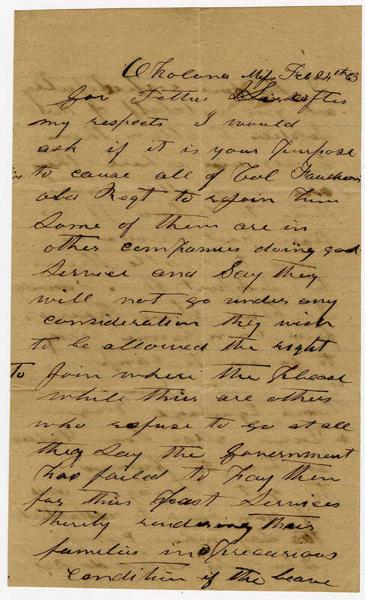 Okolona Miss Feb 24th 63
Gov Pettus Sir after
my respects I would
ask if it is your purpose
to cause all of Col Faulkners
old Regt to rejoin him
Some of them are in
other companies doing good
Service and Say they
will not go under any
consideration they wish
to be allowed the right
To Join where the please
while thier are others
who refuse to go at all
they Say the Government
has failed to pay them
for thier past Services
therby rendering thier
families in precarious
condition if the leave